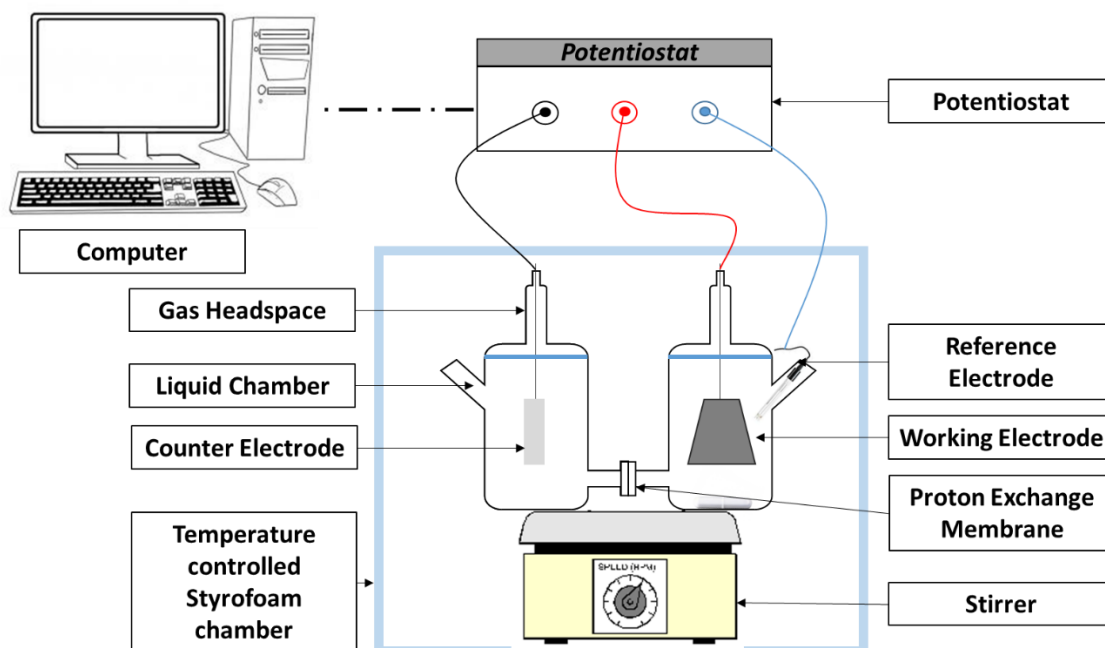 Potentiostat
Potentiostat
Computer
Gas Headspace
Liquid Chamber
Counter Electrode
Temperature
controlled
Styrofoam
chamber
Reference
Electrode
Working Electrode
Proton Exchange
Membrane
Stirrer